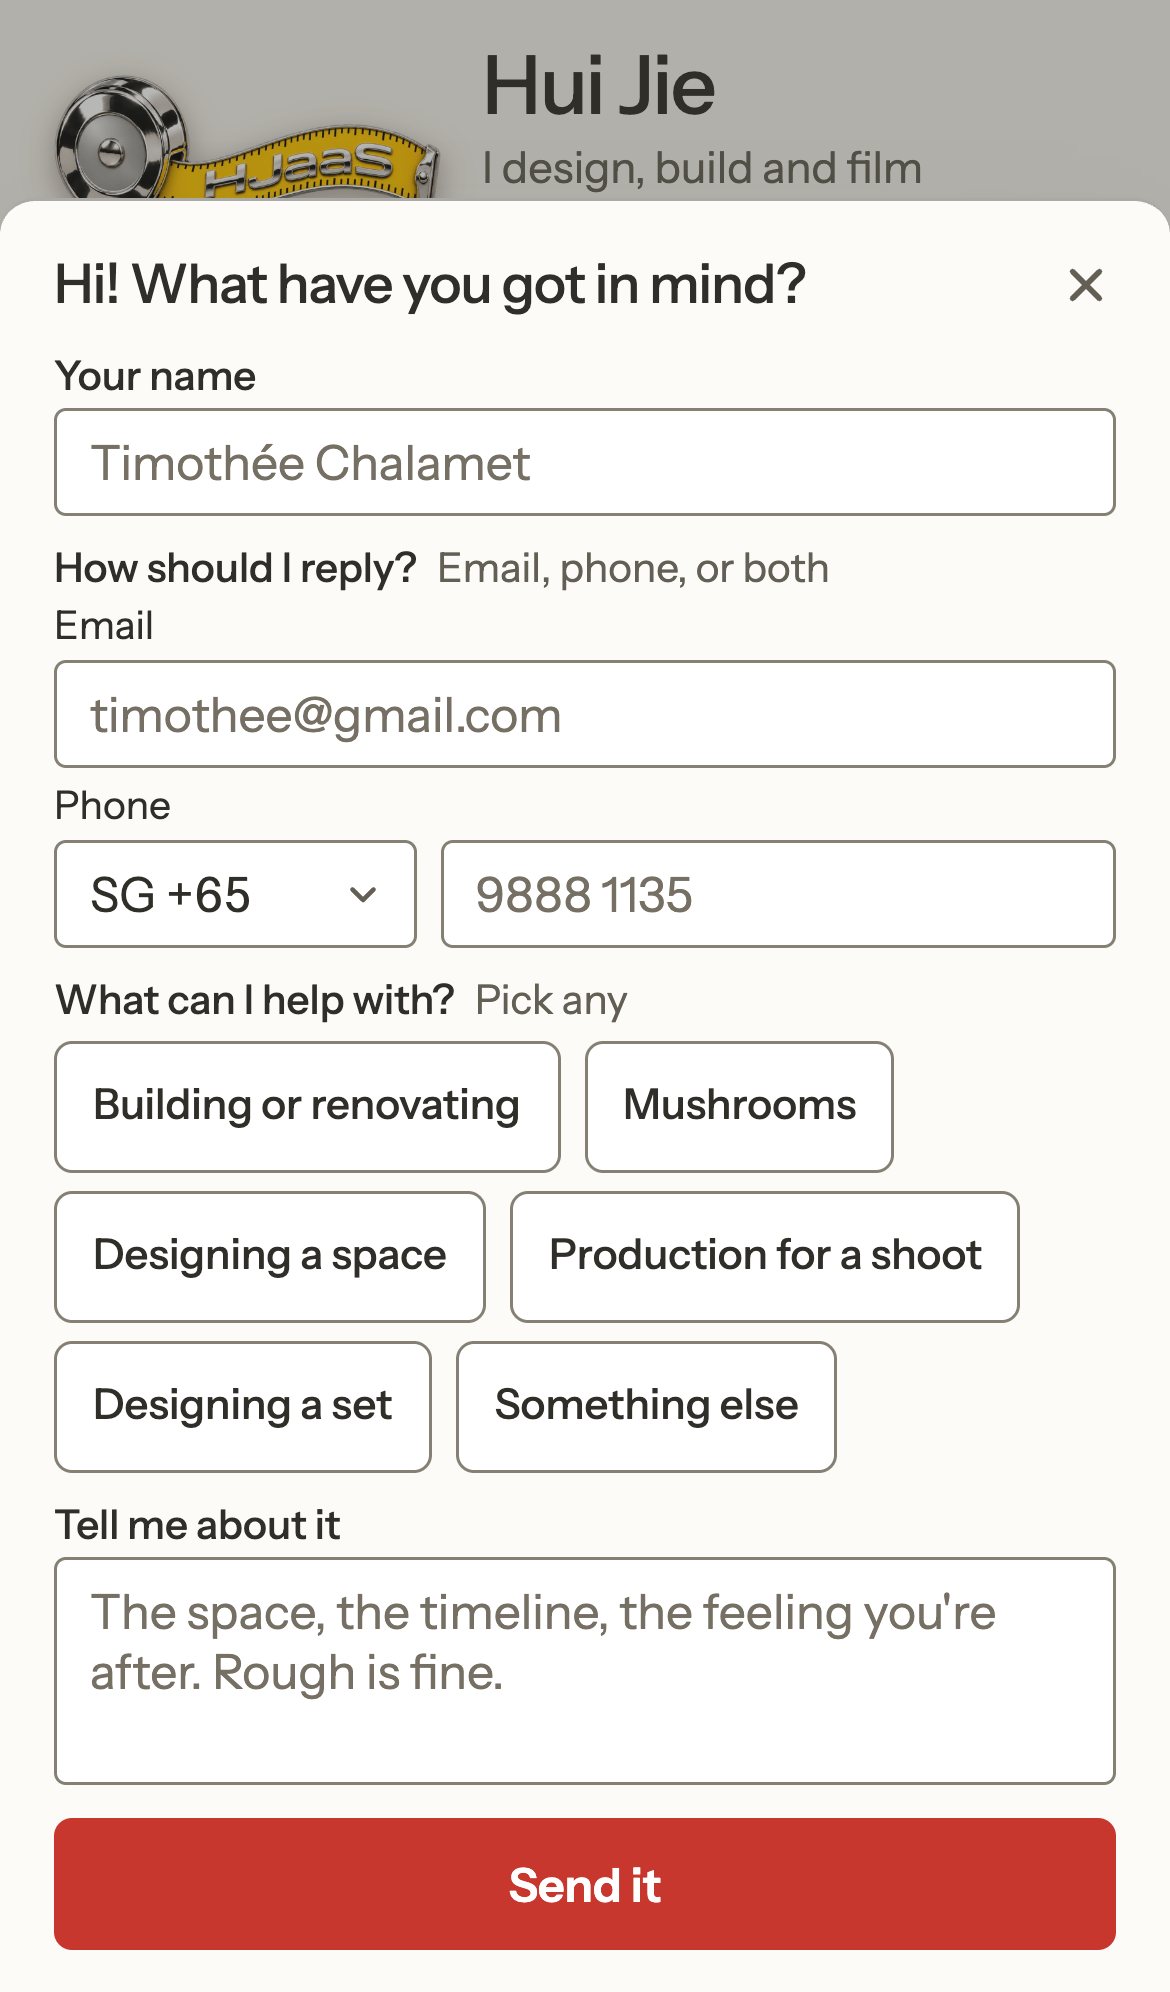 Hui Jie
HJaaS
I design, build and film
Hi! What have you got in mind?
Your name
Timothée Chalamet
How should I reply? Email, phone, or both
Email
timothee@gmail.com
Phone
SG +65
9888 1135
What can I help with? Pick any
Building or renovating
Mushrooms
Designing a space
Production for a shoot
Designing a set
Something else
Tell me about it
The space, the timeline, the feeling you're
after. Rough is fine.
Send it